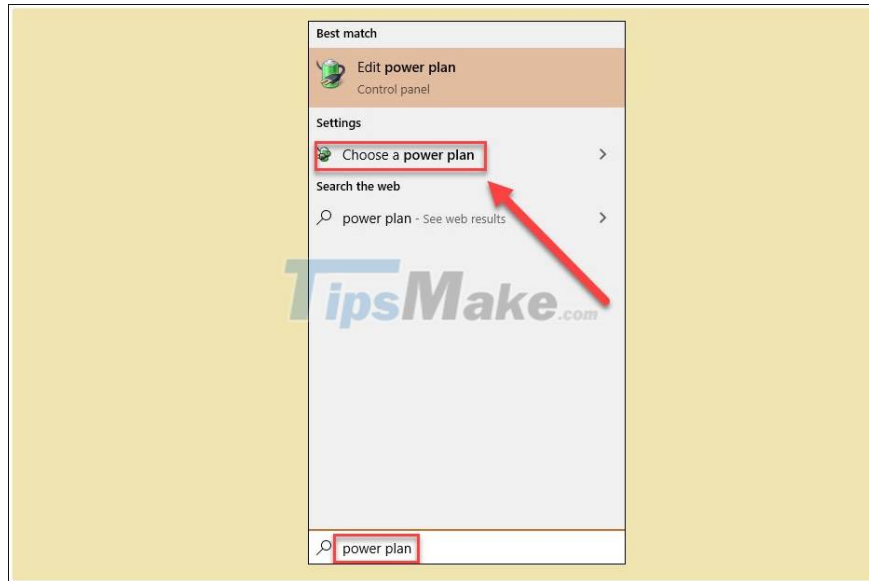 Best match
Edit power plan
Control panel
Settings
Choose a power plan
Search the web
power plan - See web results
TipsMake.com
power plan